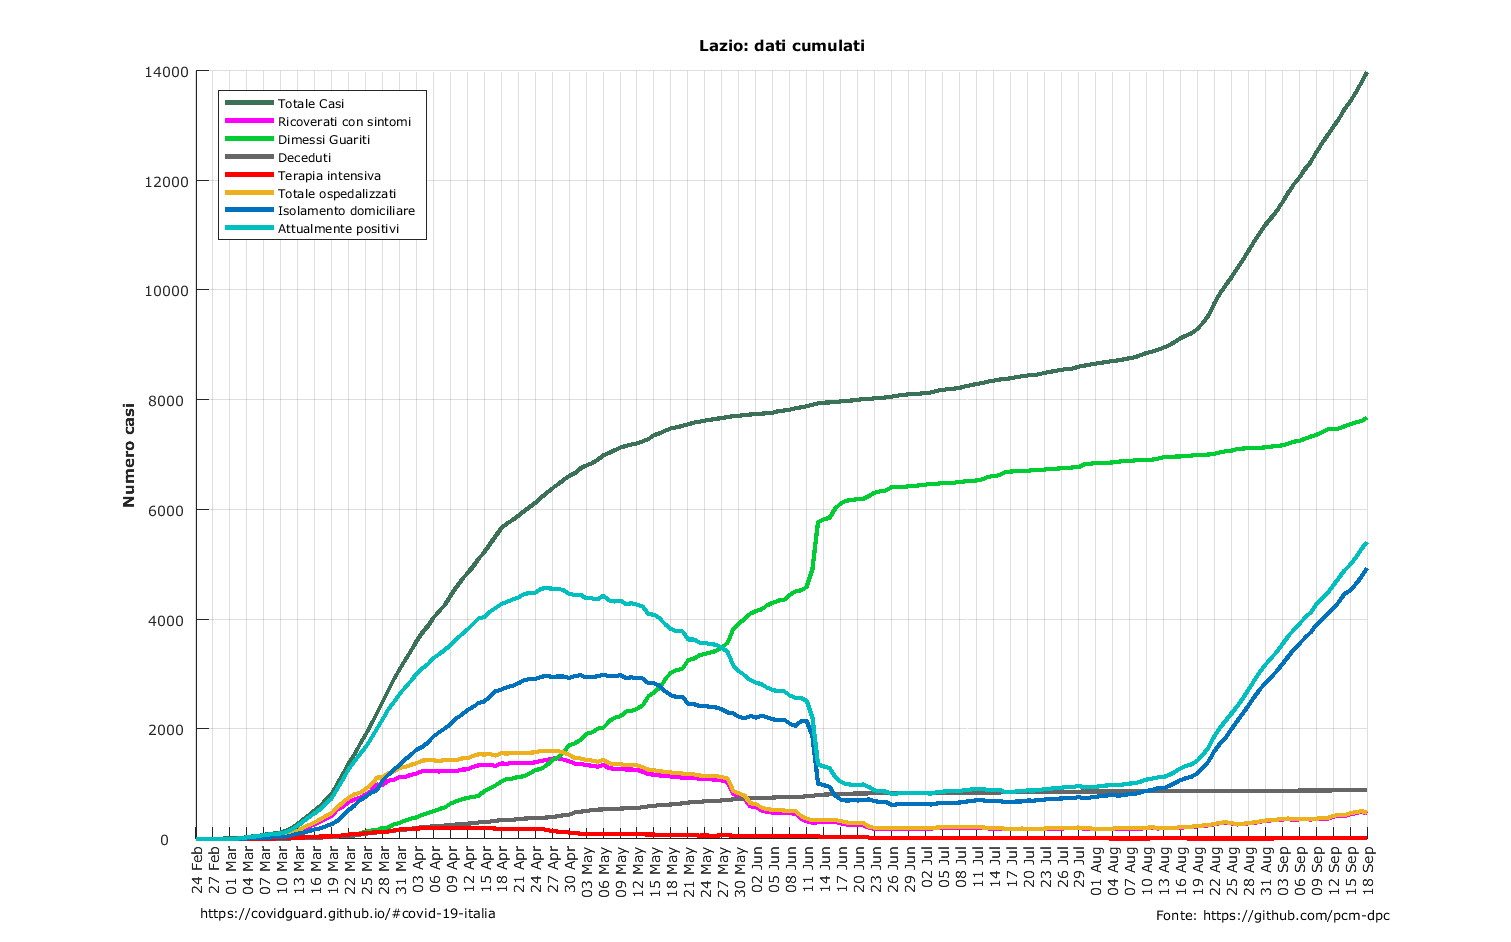 Lazio: dati cumulati
14000
12000
10000
8000
6000
4000
2000
0
Numero casi
Totale Casi
Ricoverati con sintomi
Dimessi Guariti
Deceduti
Terapia intensiva
Totale ospedalizzati
Isolamento domiciliare
Attualmente positivi
24 Feb
27 Feb
01 Mar
04 Mar
07 Mar
10 Mar
13 Mar
16 Mar
19 Mar
22 Mar
25 Mar
28 Mar
31 Mar
03 Apr
06 Apr
09 Apr
12 Apr
15 Apr
18 Apr
21 Apr
24 Apr
27 Apr
30 Apr
03 May
06 May
09 May
12 May
15 May
18 May
21 May
24 May
27 May
30 May
02 Jun
05 Jun
08 Jun
11 Jun
14 Jun
17 Jun
20 Jun
23 Jun
26 Jun
29 Jun
02 Jul
05 Jul
08 Jul
11 Jul
14 Jul
17 Jul
20 Jul
23 Jul
26 Jul
29 Jul
01 Aug
04 Aug
07 Aug
10 Aug
13 Aug
16 Aug
19 Aug
22 Aug
25 Aug
28 Aug
31 Aug
03 Sep
06 Sep
09 Sep
12 Sep
15 Sep
18 Sep
https://covidguard.github.io/#covid-19-italia
Fonte: https://github.com/pcm-dpc